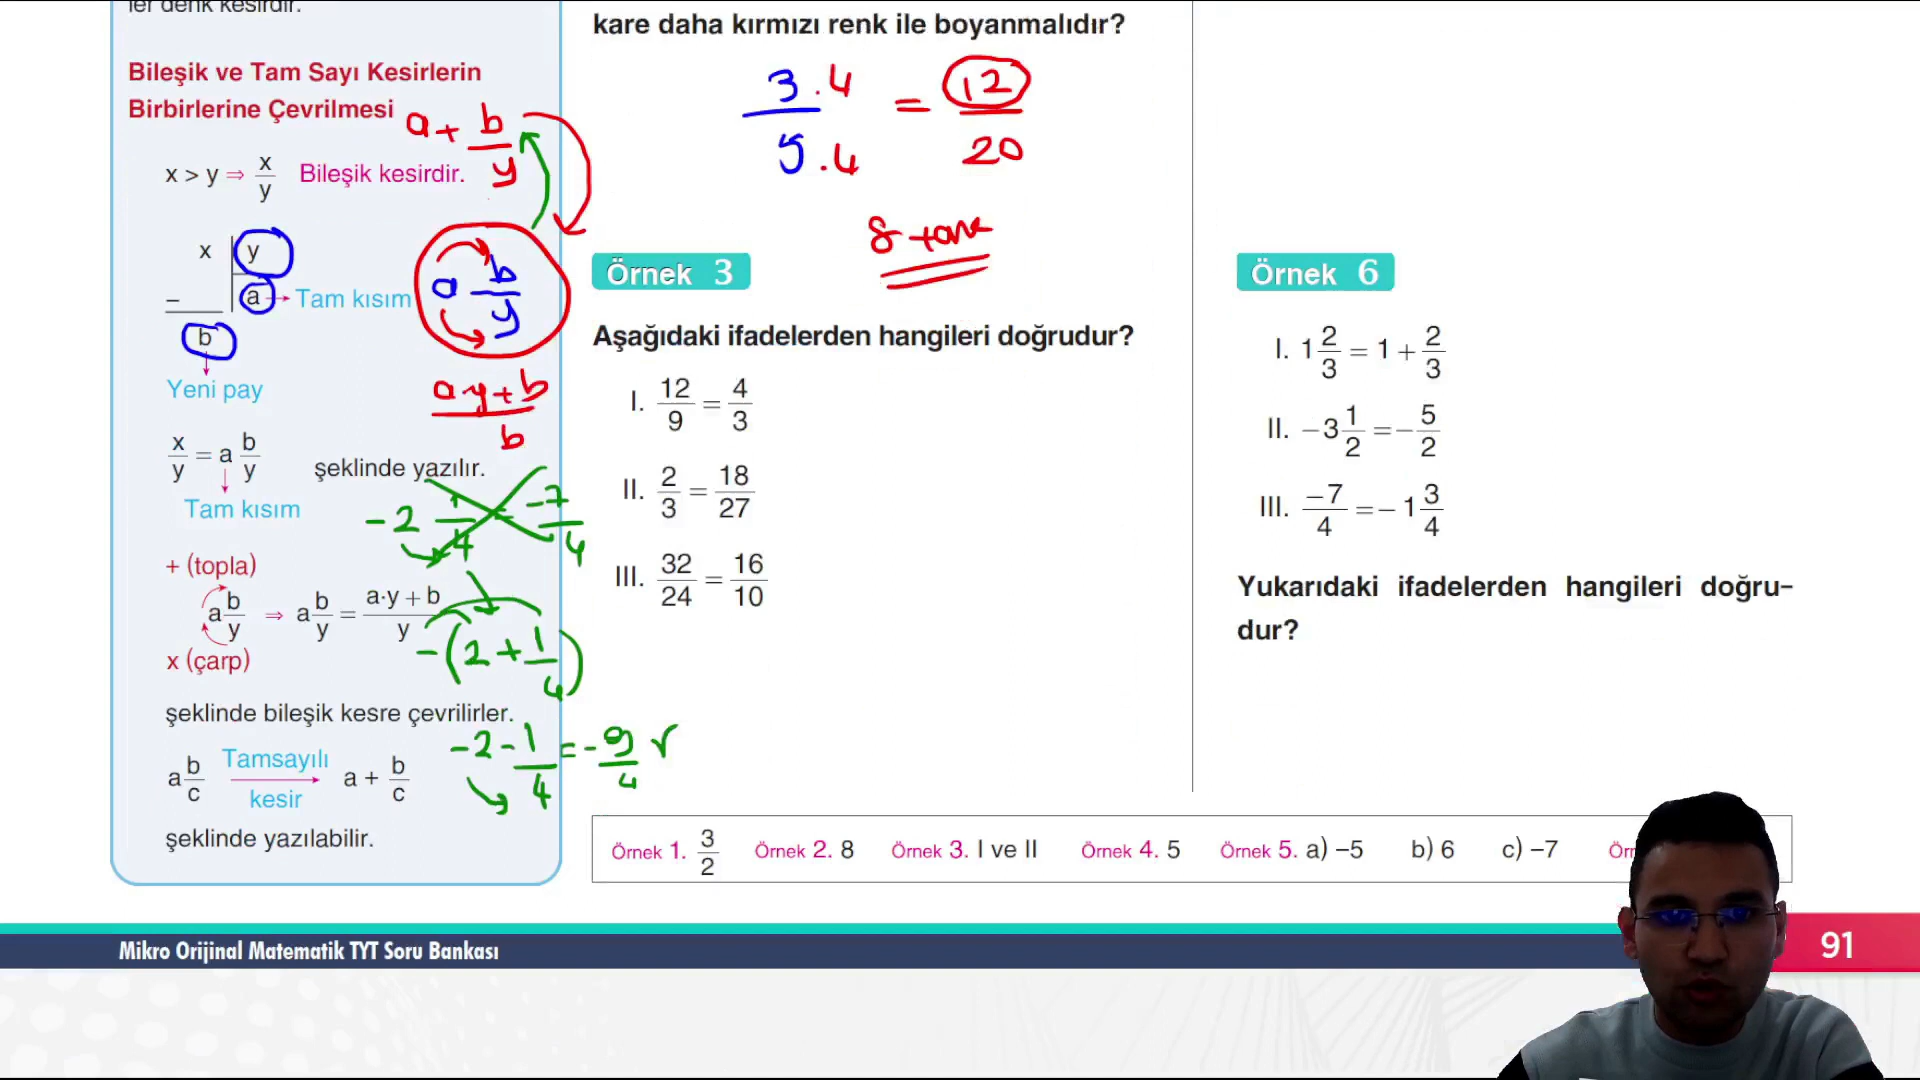 ler denk kesirdir.
Bileşik ve Tam Sayı Kesirlerin
Birbirlerine Çevrilmesi
a + b/y
x > y ⇒ x/y Bileşik kesirdir.
x y
– a → Tam kısım
b
Yeni pay
a b/y
a·y+b
b
x/y = a b/y şeklinde yazılır.
Tam kısım
-2 1/4 = -7/4
+ (topla)
a b/y ⇒ a b/y = a·y + b / y
x (çarp)
-(2 + 1/4)
şeklinde bileşik kesre çevrilirler.
-2 - 1/4 = - 9/4
a b/c Tamsayılı kesir → a + b/c
şeklinde yazılabilir.
kare daha kırmızı renk ile boyanmalıdır?
3 . 4 / 5 . 4 = 12 / 20
8 tane
Örnek 3
Aşağıdaki ifadelerden hangileri doğrudur?
I. 12/9 = 4/3
II. 2/3 = 18/27
III. 32/24 = 16/10
Örnek 6
I. 1 2/3 = 1 + 2/3
II. –3 1/2 = – 5/2
III. –7/4 = – 1 3/4
Yukarıdaki ifadelerden hangileri doğru–
dur?
Örnek 1. 3/2 Örnek 2. 8 Örnek 3. I ve II Örnek 4. 5 Örnek 5. a) –5 b) 6 c) –7
Mikro Orijinal Matematik TYT Soru Bankası
91